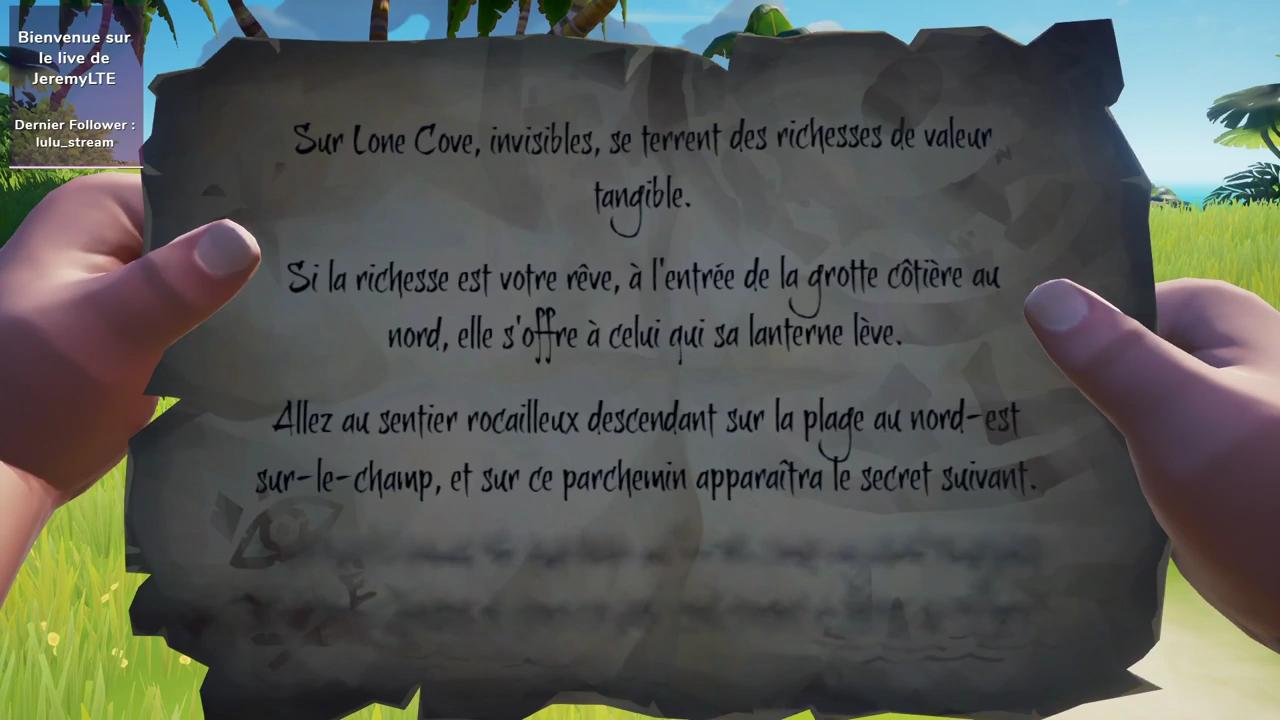 Bienvenue sur
le live de
JeremyLTE
Dernier Follower :
lulu_stream
Sur Lone Cove, invisibles, se terrent des richesses de valeur
tangible.
Si la richesse est votre rêve, à l'entrée de la grotte côtière au
nord, elle s'offre à celui qui sa lanterne lève.
Allez au sentier rocailleux descendant sur la plage au nord-est
sur-le-champ, et sur ce parchemin apparaîtra le secret suivant.